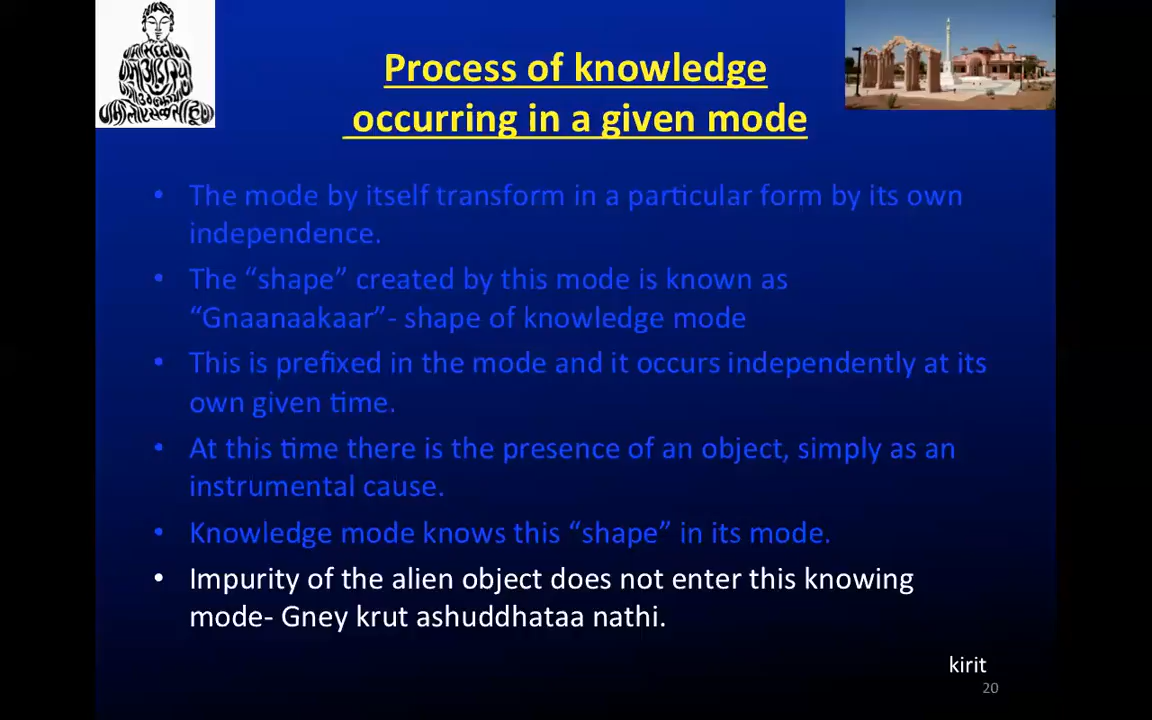 Process of knowledge
occurring in a given mode
• The mode by itself transform in a particular form by its own
independence.
• The “shape” created by this mode is known as
“Gnaanaakaar”- shape of knowledge mode
• This is prefixed in the mode and it occurs independently at its
own given time.
• At this time there is the presence of an object, simply as an
instrumental cause.
• Knowledge mode knows this “shape” in its mode.
• Impurity of the alien object does not enter this knowing
mode- Gney krut ashuddhataa nathi.
kirit
20